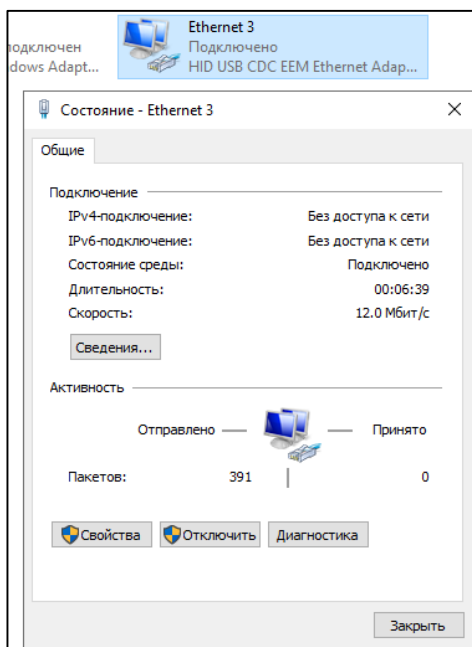 Ethernet 3
подключен
Подключено
dows Adapt...
HID USB CDC EEM Ethernet Adap...
Состояние - Ethernet 3
Общие
Подключение
IPv4-подключение: Без доступа к сети
IPv6-подключение: Без доступа к сети
Состояние среды: Подключено
Длительность: 00:06:39
Скорость: 12.0 Мбит/с
Сведения...
Активность
Отправлено Принято
Пакетов: 391 0
Свойства Отключить Диагностика
Закрыть